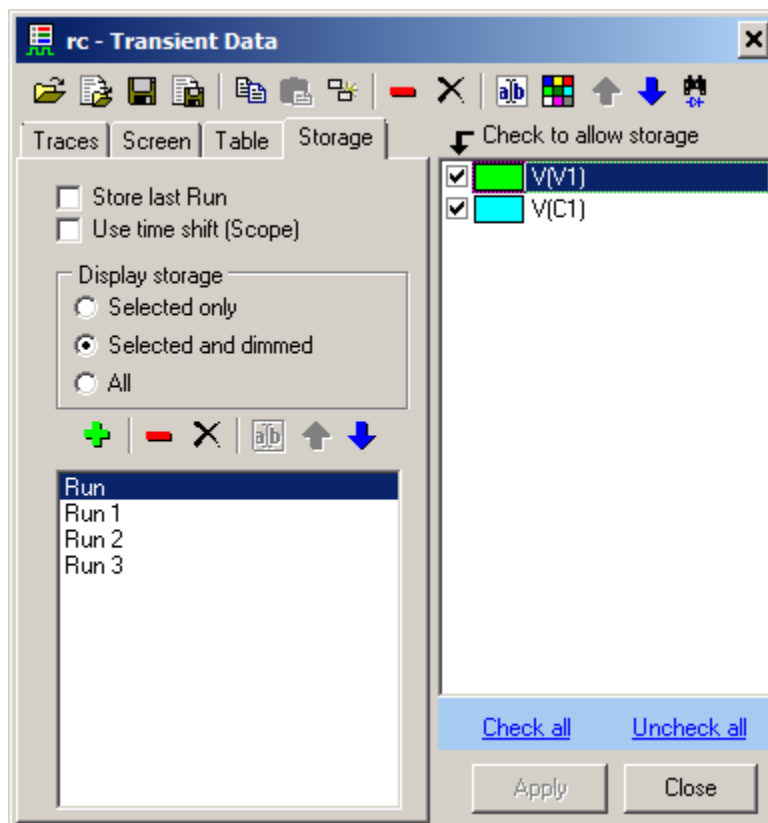 rc - Transient Data
Traces
Screen
Table
Storage
Check to allow storage
Store last Run
Use time shift (Scope)
Display storage
Selected only
Selected and dimmed
All
Run
Run 1
Run 2
Run 3
V(V1)
V(C1)
Check all
Uncheck all
Apply
Close